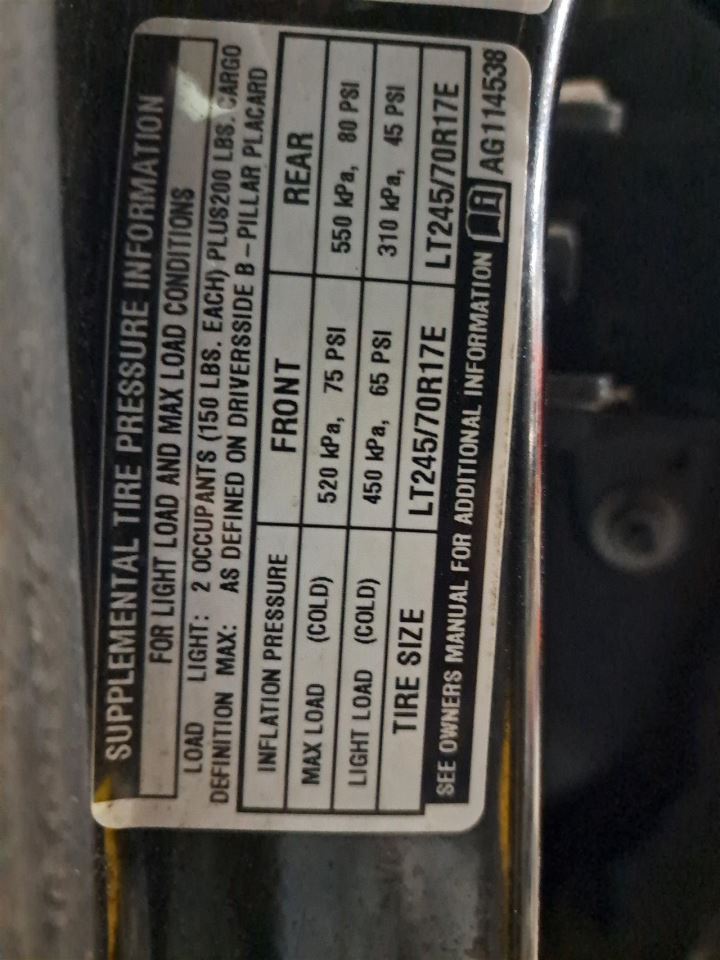 SUPPLEMENTAL TIRE PRESSURE INFORMATION
FOR LIGHT LOAD AND MAX LOAD CONDITIONS
LOAD LIGHT: 2 OCCUPANTS (150 LBS. EACH) PLUS200 LBS. CARGO
DEFINITION MAX: AS DEFINED ON DRIVERSSIDE B – PILLAR PLACARD
INFLATION PRESSURE FRONT REAR
MAX LOAD (COLD) 520 kPa, 75 PSI 550 kPa, 80 PSI
LIGHT LOAD (COLD) 450 kPa, 65 PSI 310 kPa, 45 PSI
TIRE SIZE LT245/70R17E LT245/70R17E
SEE OWNERS MANUAL FOR ADDITIONAL INFORMATION AG114538